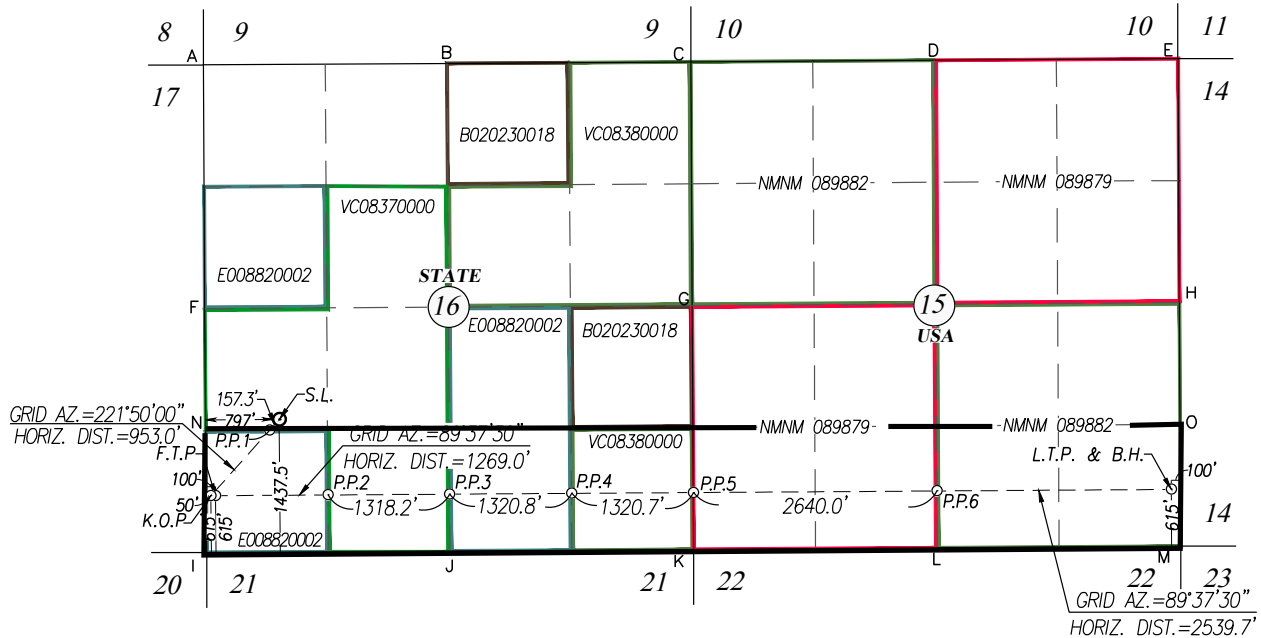 8 9 9 10 10 11
A B C D E
17 14
B020230018 VC08380000
NMNM 089882 NMNM 089879
VC08370000
E008820002
STATE
F 16 G 15 H
USA
E008820002 B020230018
157.3' S.L.
797'
GRID AZ.=221°50'00"
HORIZ. DIST.=953.0'
N P.P.1 O
GRID AZ.=89°37'30"
HORIZ. DIST.=1269.0'
VC08380000 NMNM 089879 NMNM 089882
F.T.P.
L.T.P. & B.H.
100' 1437.5' P.P.2 P.P.3 P.P.4 P.P.5 P.P.6 100'
50'
K.O.P.
1318.2' 1320.8' 1320.7' 2640.0'
615' 615' 615'
14
E008820002
I J K L M
20 21 21 22 22 23
GRID AZ.=89°37'30"
HORIZ. DIST.=2539.7'